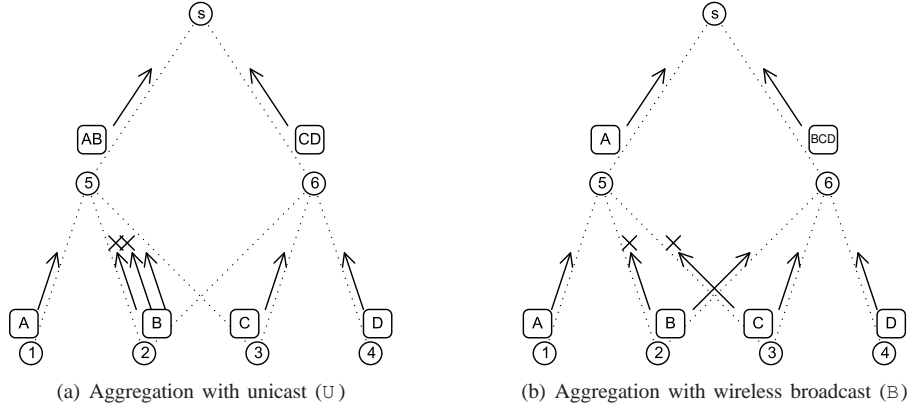 s
AB
CD
5
6
A
B
C
D
1
2
3
4
(a) Aggregation with unicast (U)
s
A
BCD
5
6
A
B
C
D
1
2
3
4
(b) Aggregation with wireless broadcast (B)